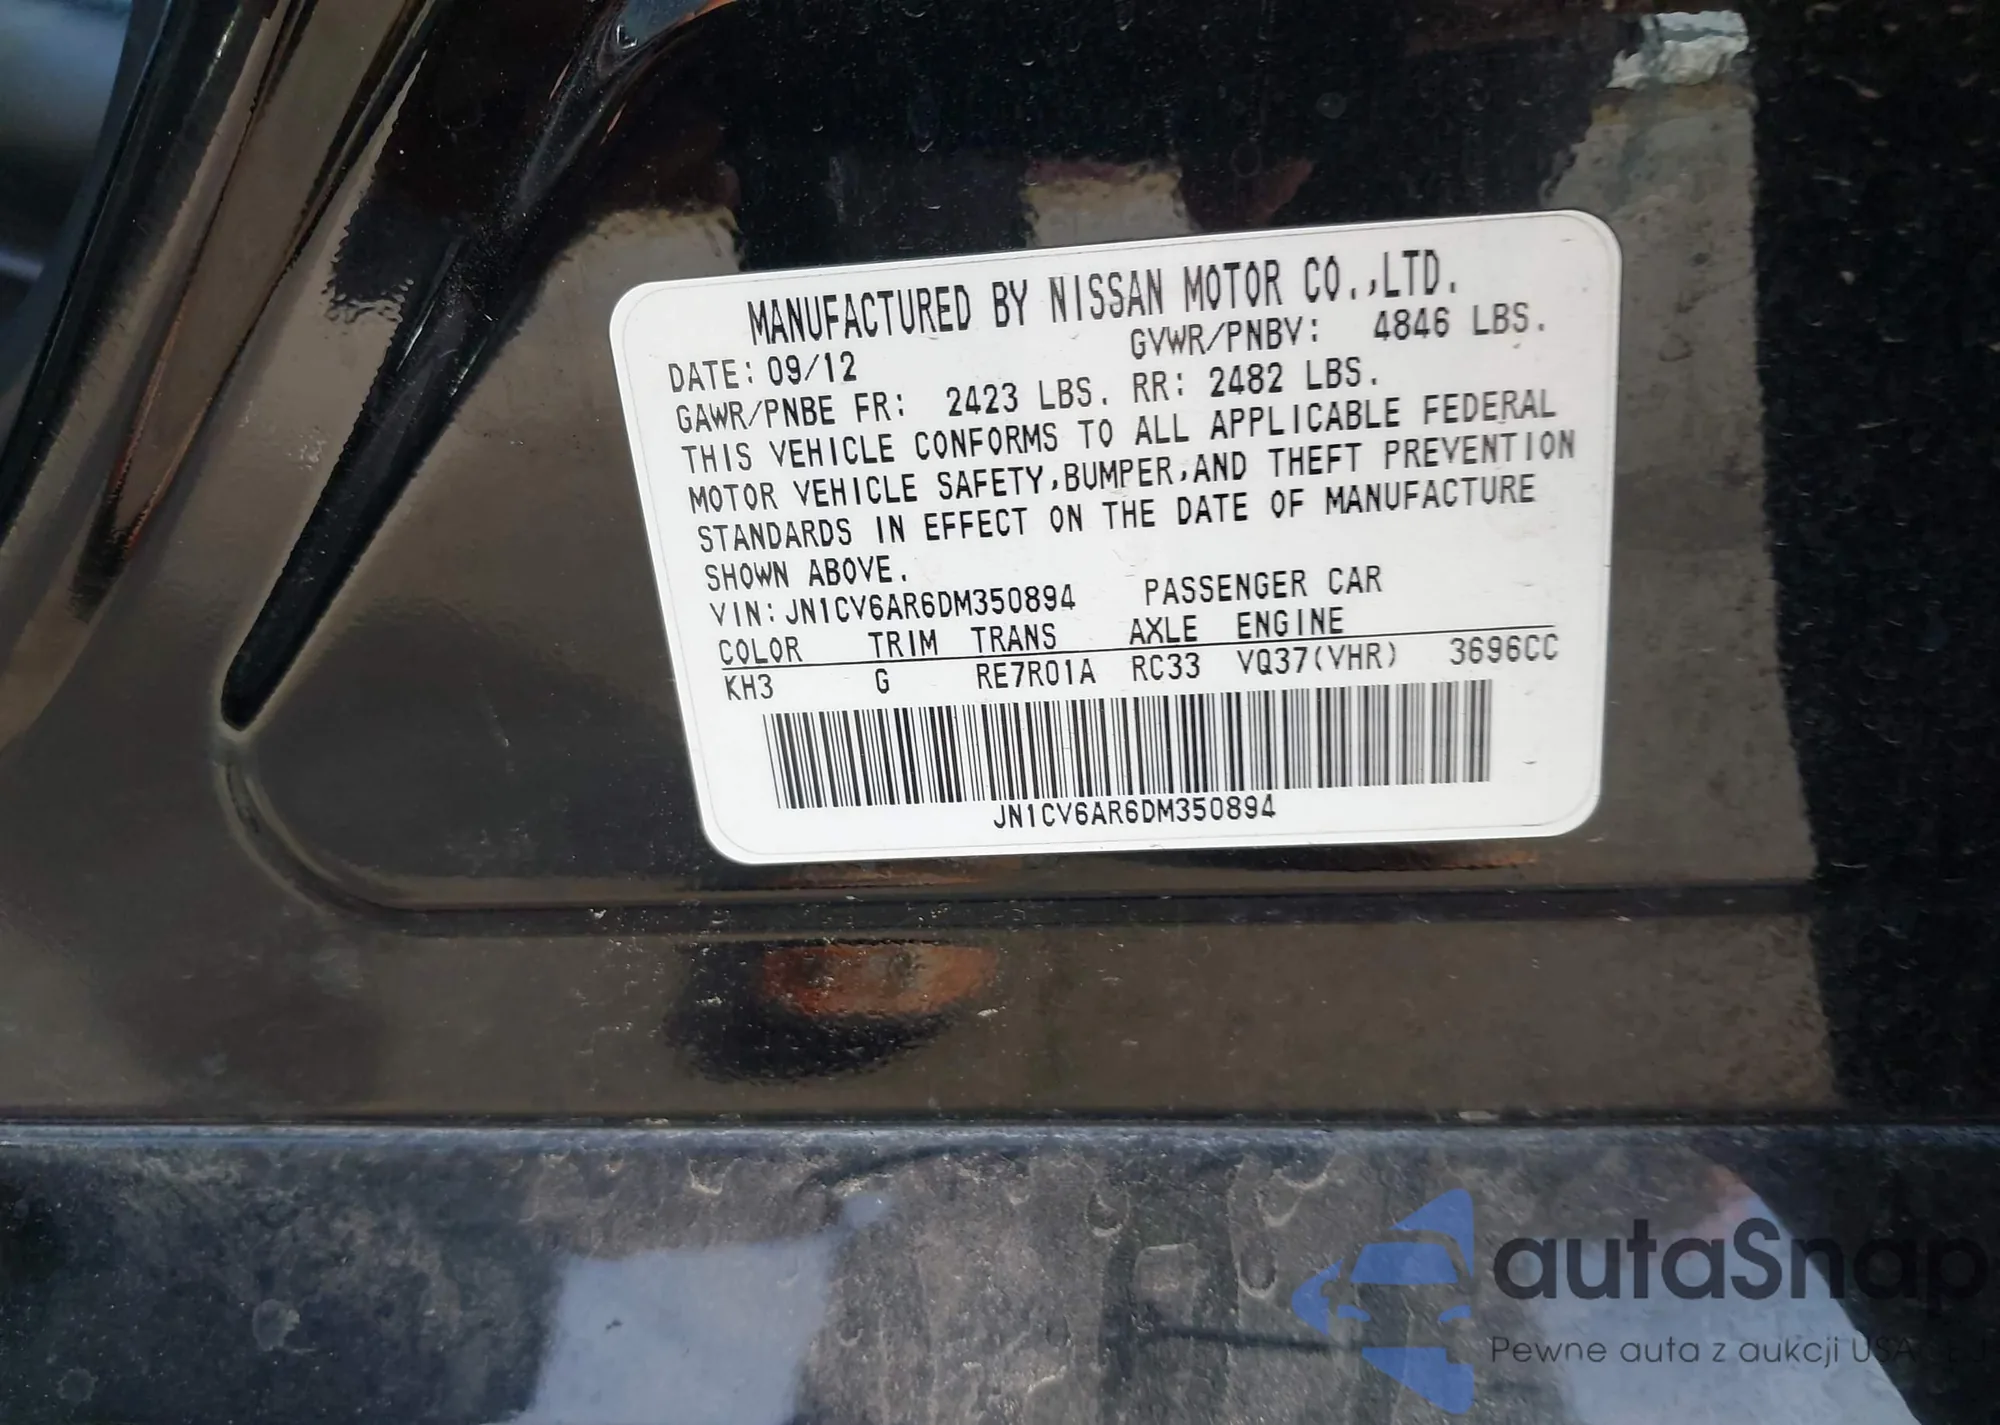 MANUFACTURED BY NISSAN MOTOR CO.,LTD.
DATE: 09/12 GVWR/PNBV: 4846 LBS.
GAWR/PNBE FR: 2423 LBS. RR: 2482 LBS.
THIS VEHICLE CONFORMS TO ALL APPLICABLE FEDERAL
MOTOR VEHICLE SAFETY,BUMPER,AND THEFT PREVENTION
STANDARDS IN EFFECT ON THE DATE OF MANUFACTURE
SHOWN ABOVE.
VIN: JN1CV6AR6DM350894 PASSENGER CAR
COLOR TRIM TRANS AXLE ENGINE
KH3 G RE7R01A RC33 VQ37(VHR) 3696CC
JN1CV6AR6DM350894
autaSnap
Pewne auta z aukcji USA